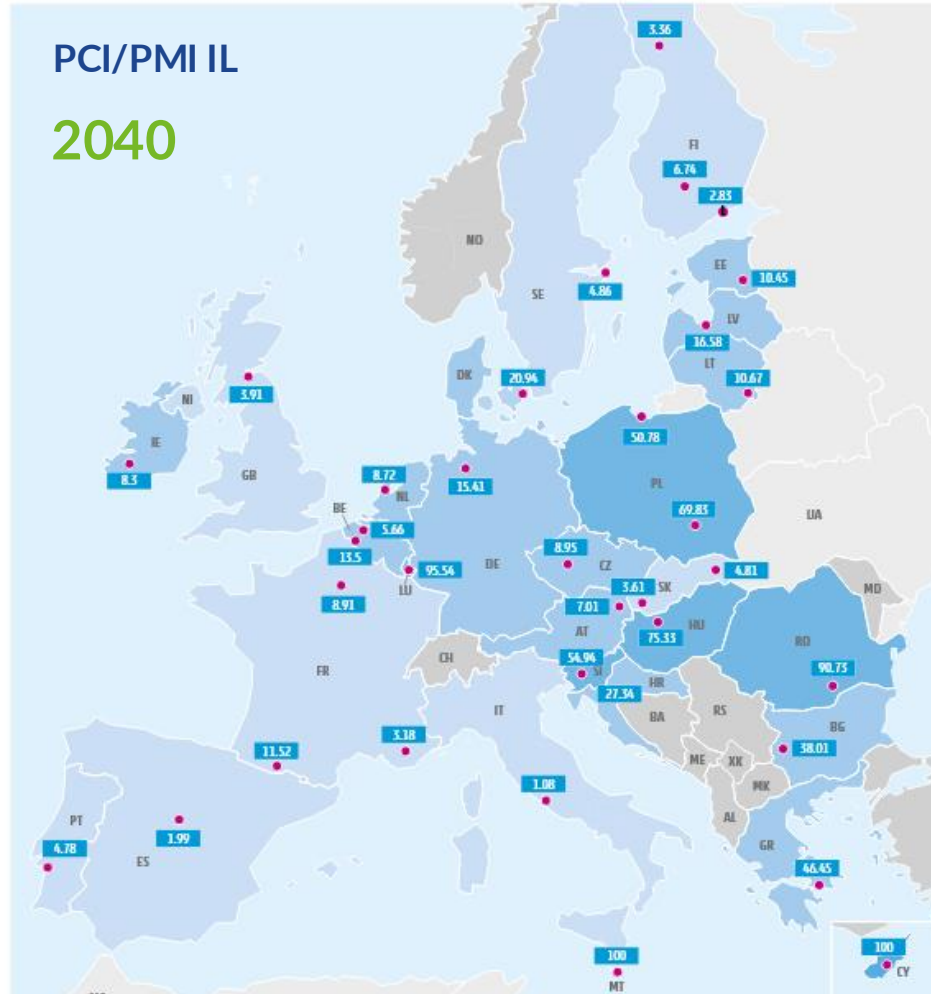 PCI/PMI IL
2040
3.36
FI
6.74
2.83
NO
EE
10.45
SE
4.86
LV
16.58
LT
10.67
DK
20.94
3.91
NI
IE
8.3
GB
50.78
PL
69.83
UA
8.72
NL
15.41
BE
5.66
13.5
DE
95.54
LU
8.91
8.95
CZ
3.61
SK
4.81
MD
7.01
AT
HU
75.33
RO
90.73
CH
54.94
SI
27.34
HR
FR
IT
BA
RS
BG
38.01
ME
XK
MK
AL
11.52
3.18
1.08
PT
4.78
1.99
ES
GR
46.45
100
MT
100
CY